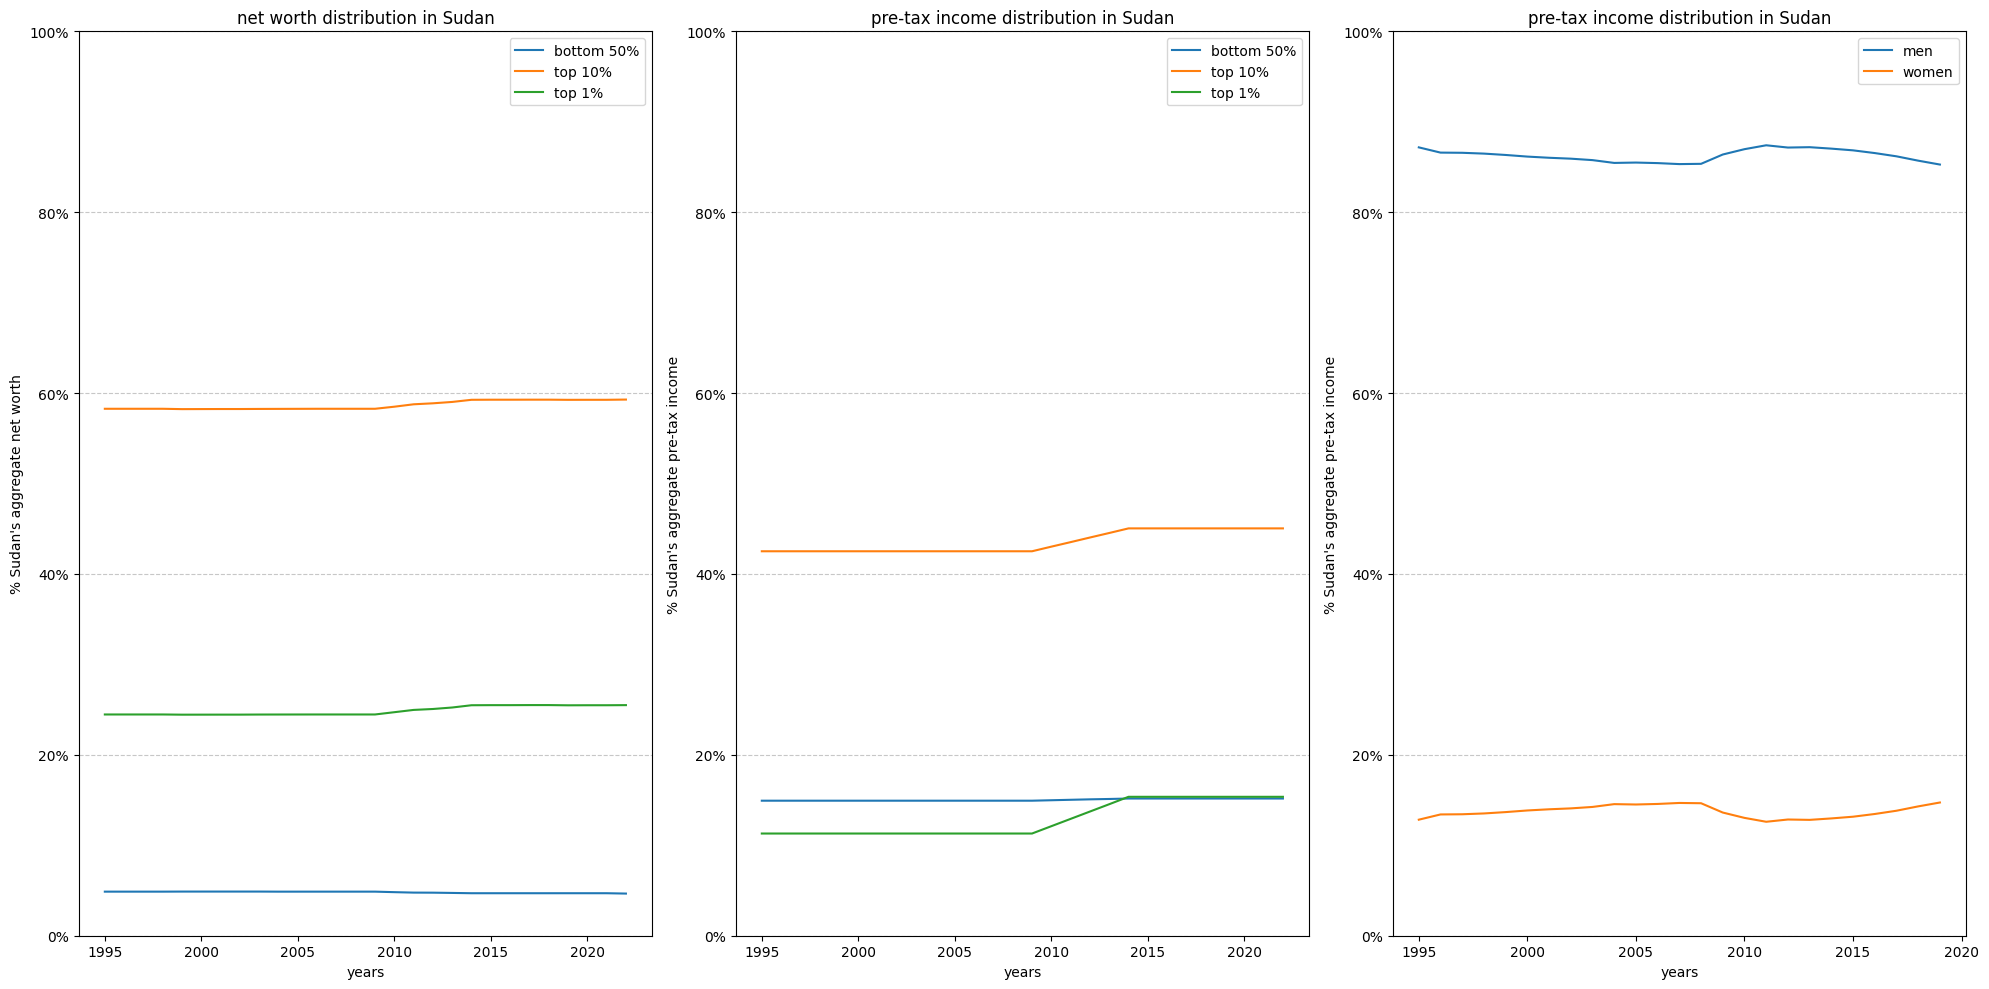 net worth distribution in Sudan
100%
80%
60%
40%
20%
0%
% Sudan's aggregate net worth
bottom 50%
top 10%
top 1%
1995
2000
2005
2010
2015
2020
years
pre-tax income distribution in Sudan
100%
80%
60%
40%
20%
0%
% Sudan's aggregate pre-tax income
bottom 50%
top 10%
top 1%
1995
2000
2005
2010
2015
2020
years
pre-tax income distribution in Sudan
100%
80%
60%
40%
20%
0%
% Sudan's aggregate pre-tax income
men
women
1995
2000
2005
2010
2015
2020
years